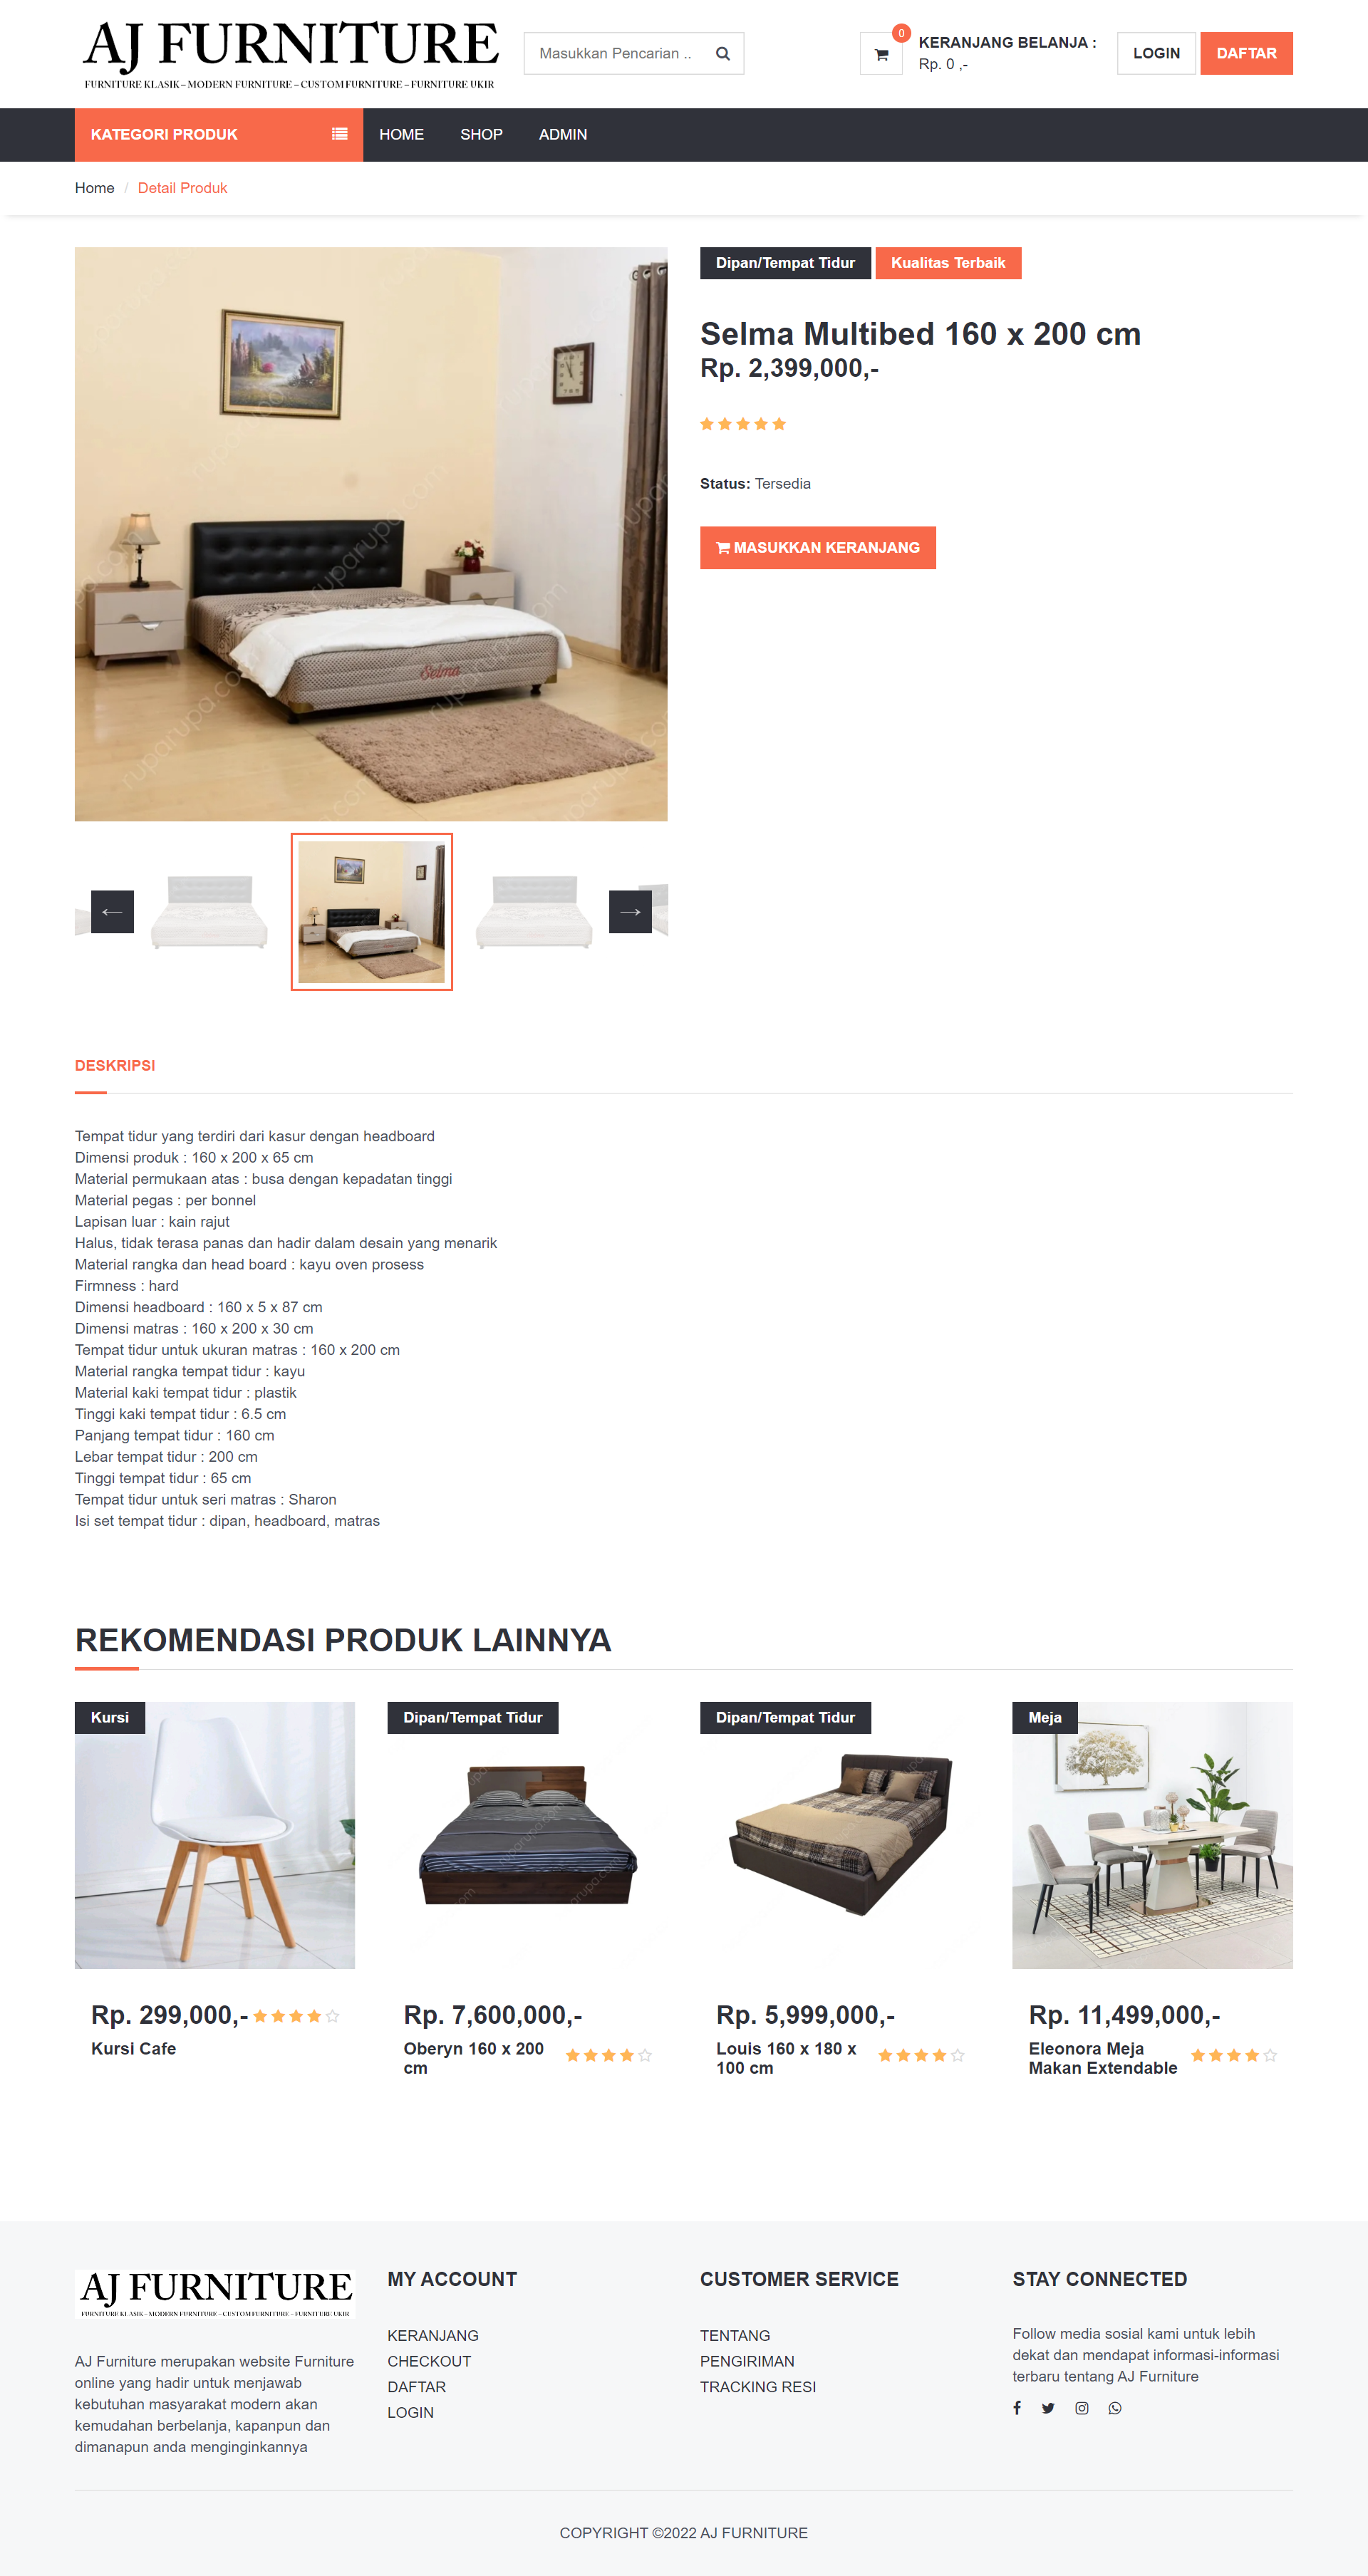 AJ FURNITURE
FURNITURE KLASIK – MODERN FURNITURE – CUSTOM FURNITURE – FURNITURE UKIR
Masukkan Pencarian ..
0
KERANJANG BELANJA :
Rp. 0 ,-
LOGIN
DAFTAR
KATEGORI PRODUK
HOME
SHOP
ADMIN
Home / Detail Produk
ruparupa.com
Selma
Dipan/Tempat Tidur
Kualitas Terbaik
Selma Multibed 160 x 200 cm
Rp. 2,399,000,-
Status: Tersedia
MASUKKAN KERANJANG
DESKRIPSI
Tempat tidur yang terdiri dari kasur dengan headboard
Dimensi produk : 160 x 200 x 65 cm
Material permukaan atas : busa dengan kepadatan tinggi
Material pegas : per bonnel
Lapisan luar : kain rajut
Halus, tidak terasa panas dan hadir dalam desain yang menarik
Material rangka dan head board : kayu oven prosess
Firmness : hard
Dimensi headboard : 160 x 5 x 87 cm
Dimensi matras : 160 x 200 x 30 cm
Tempat tidur untuk ukuran matras : 160 x 200 cm
Material rangka tempat tidur : kayu
Material kaki tempat tidur : plastik
Tinggi kaki tempat tidur : 6.5 cm
Panjang tempat tidur : 160 cm
Lebar tempat tidur : 200 cm
Tinggi tempat tidur : 65 cm
Tempat tidur untuk seri matras : Sharon
Isi set tempat tidur : dipan, headboard, matras
REKOMENDASI PRODUK LAINNYA
Kursi
Rp. 299,000,-
Kursi Cafe
Dipan/Tempat Tidur
Rp. 7,600,000,-
Oberyn 160 x 200
cm
Dipan/Tempat Tidur
Rp. 5,999,000,-
Louis 160 x 180 x
100 cm
Meja
Rp. 11,499,000,-
Eleonora Meja
Makan Extendable
AJ FURNITURE
FURNITURE KLASIK – MODERN FURNITURE – CUSTOM FURNITURE – FURNITURE UKIR
AJ Furniture merupakan website Furniture
online yang hadir untuk menjawab
kebutuhan masyarakat modern akan
kemudahan berbelanja, kapanpun dan
dimanapun anda menginginkannya
MY ACCOUNT
KERANJANG
CHECKOUT
DAFTAR
LOGIN
CUSTOMER SERVICE
TENTANG
PENGIRIMAN
TRACKING RESI
STAY CONNECTED
Follow media sosial kami untuk lebih
dekat dan mendapat informasi-informasi
terbaru tentang AJ Furniture
COPYRIGHT ©2022 AJ FURNITURE